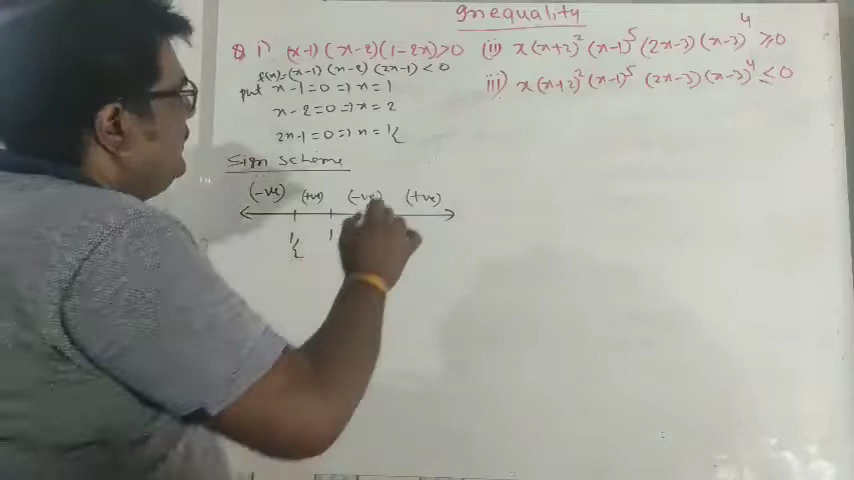 Inequality
Q i) (x-1)(x-2)(1-2x)>0
f(x)=(x-1)(x-2)(2x-1)<0
put x-1=0 => x=1
x-2=0 => x=2
2x-1=0 => x=1/2
Sign Scheme
(-ve) (+ve) (-ve) (+ve)
1/2 1
(ii) x(x+2)²(x-1)⁵(2x-3)(x-3)⁴ ≥0
iii) x(x+2)²(x-1)⁵(2x-3)(x-3)⁴ ≤0